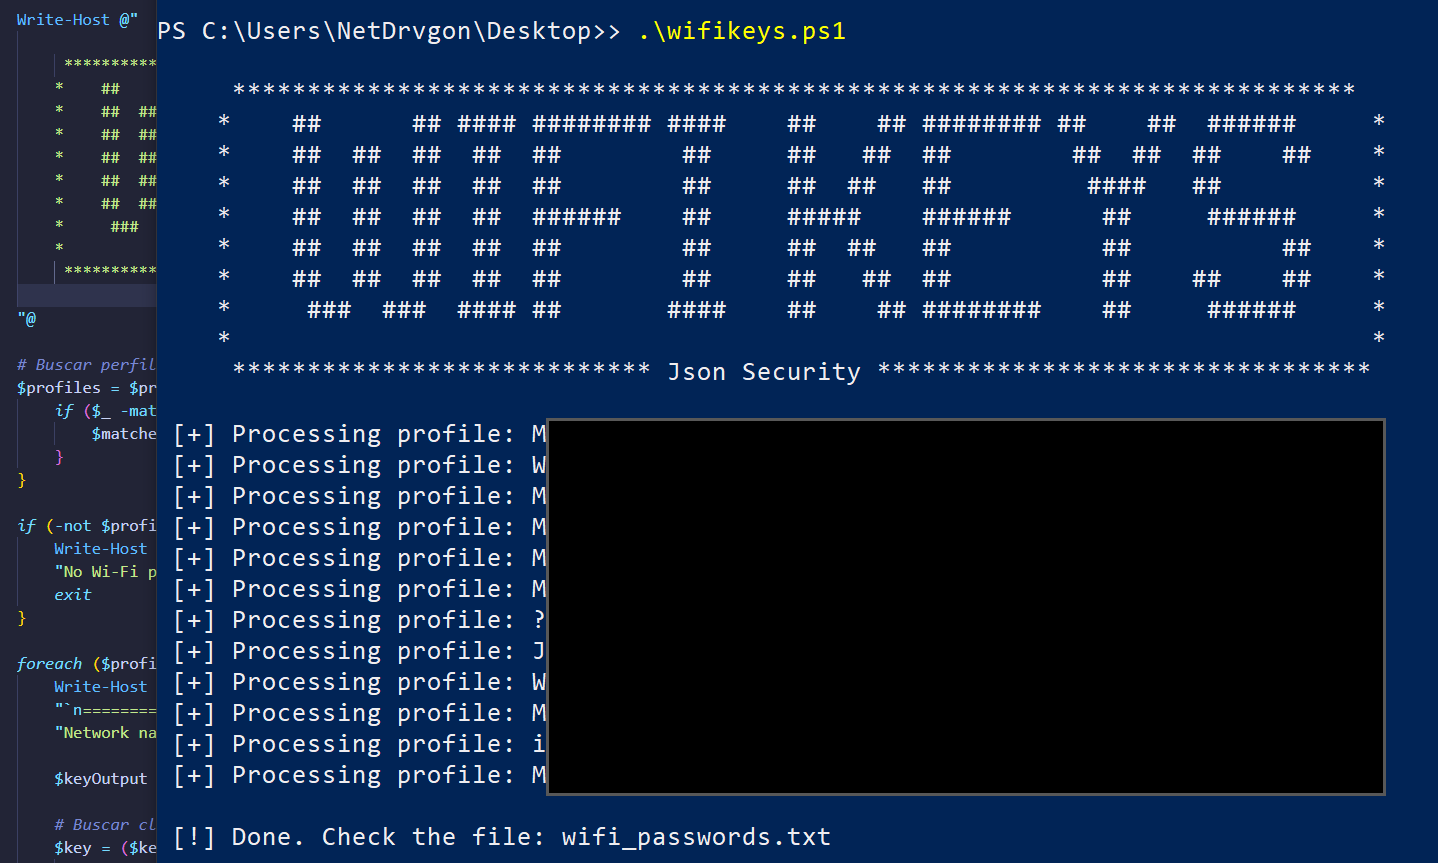 Write-Host @"
**********
*    ##
*    ##  ##
*    ##  ##
*    ##  ##
*    ##  ##
*    ##  ##
*     ###
*
**********
"@
# Buscar perfil
$profiles = $pr
if ($_ -mat
$matche
}
}
if (-not $profi
Write-Host
"No Wi-Fi p
exit
}
foreach ($profi
Write-Host
"`n=========
"Network na
$keyOutput
# Buscar cl
$key = ($ke
PS C:\Users\NetDrvgon\Desktop>> .\wifikeys.ps1
***************************************************************************
*    ##      ## #### ######## ####    ##    ## ######## ##    ##  ######     *
*    ##  ##  ##  ##  ##        ##     ##   ##  ##        ##  ##  ##    ##    *
*    ##  ##  ##  ##  ##        ##     ##  ##   ##         ####   ##          *
*    ##  ##  ##  ##  ######    ##     #####    ######      ##     ######     *
*    ##  ##  ##  ##  ##        ##     ##  ##   ##          ##          ##    *
*    ##  ##  ##  ##  ##        ##     ##   ##  ##          ##    ##    ##    *
*     ###  ###  #### ##       ####    ##    ## ########    ##     ######     *
*                                                                            *
**************************** Json Security *********************************
[+] Processing profile: M
[+] Processing profile: W
[+] Processing profile: M
[+] Processing profile: M
[+] Processing profile: M
[+] Processing profile: M
[+] Processing profile: ?
[+] Processing profile: J
[+] Processing profile: W
[+] Processing profile: M
[+] Processing profile: i
[+] Processing profile: M
[!] Done. Check the file: wifi_passwords.txt